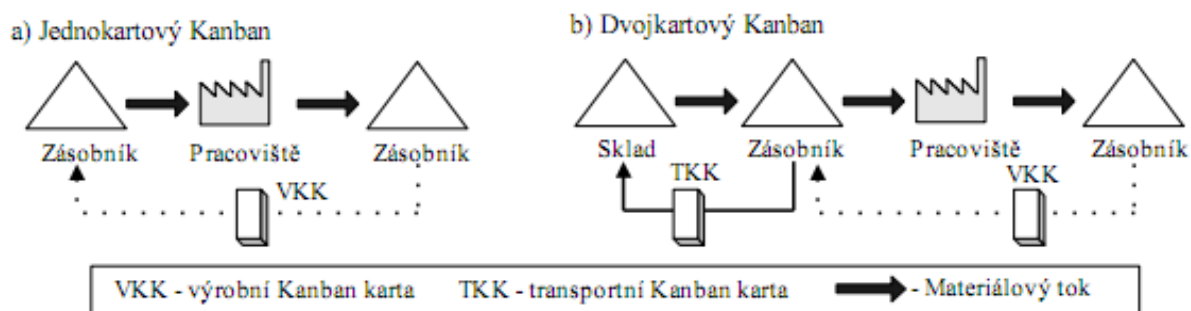 a) Jednokartový Kanban
Zásobník Pracoviště Zásobník
VKK
b) Dvojkartový Kanban
Sklad Zásobník Pracoviště Zásobník
TKK VKK
VKK - výrobní Kanban karta TKK - transportní Kanban karta - Materiálový tok